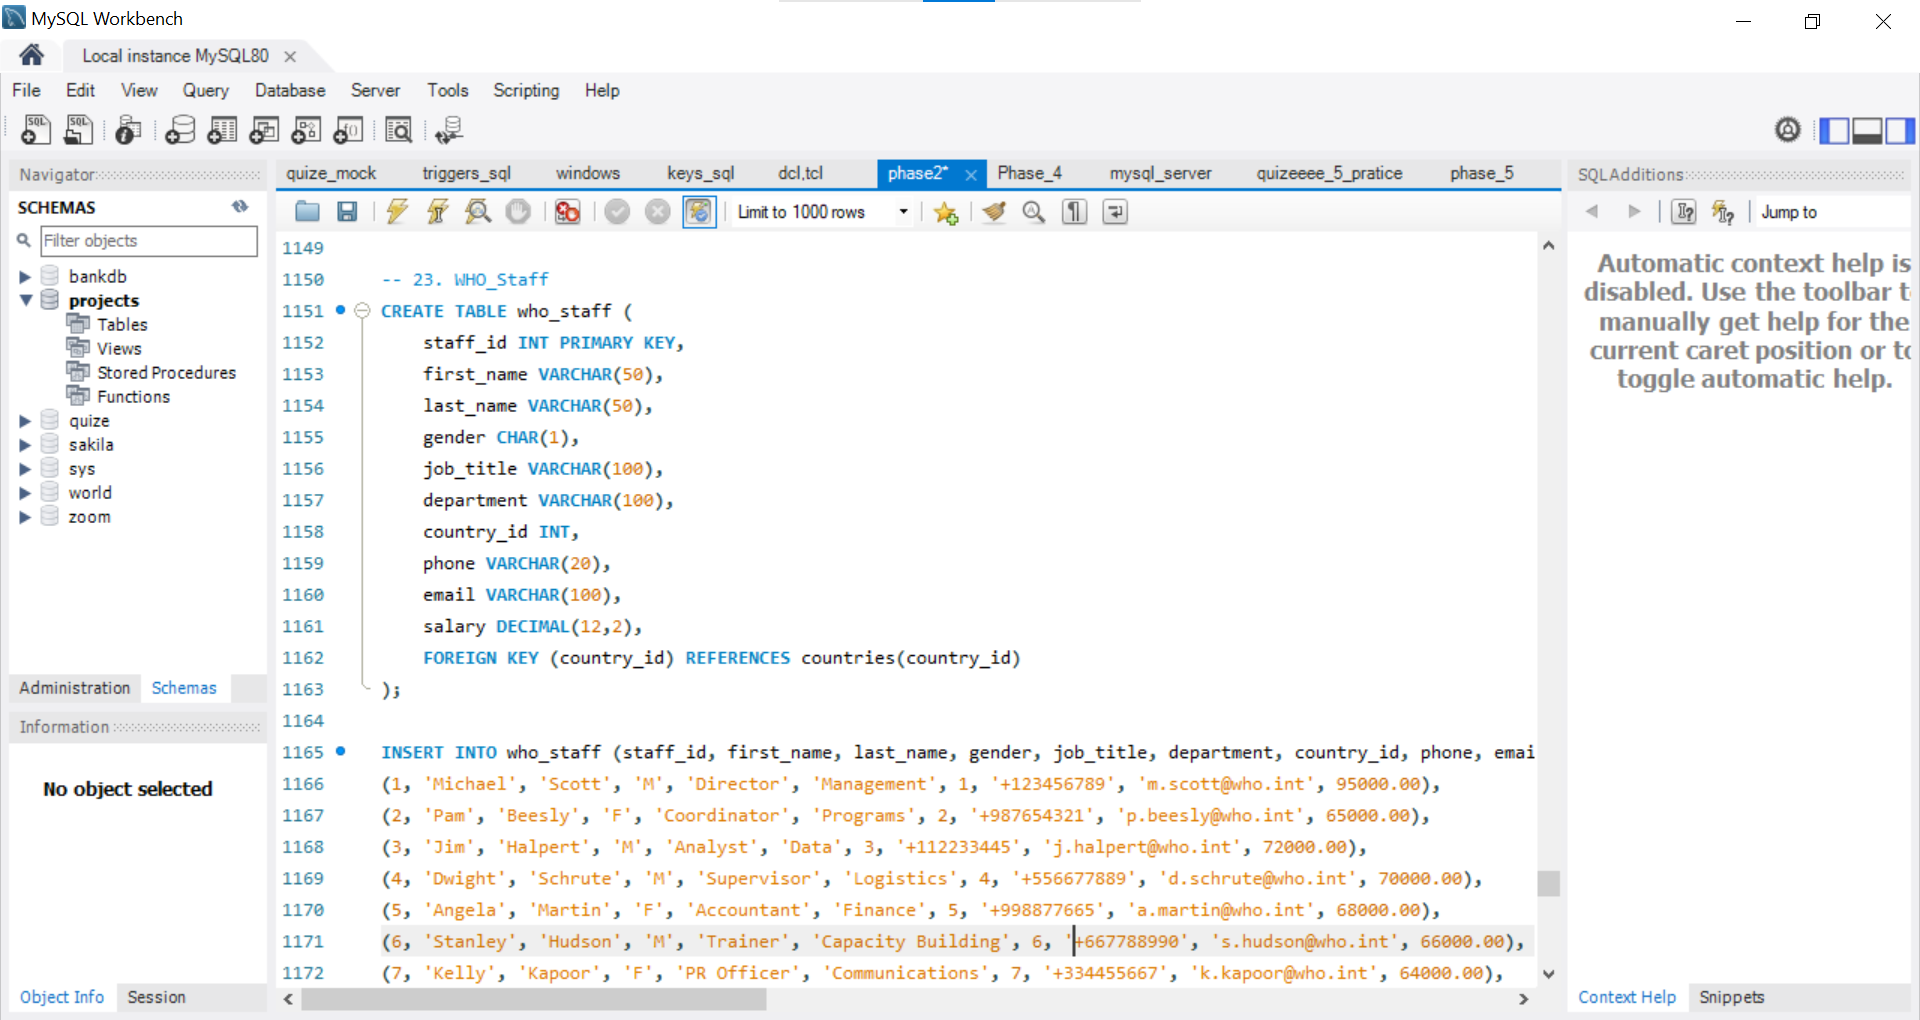 MySQL Workbench
Local instance MySQL80
File Edit View Query Database Server Tools Scripting Help
Navigator
SCHEMAS
Filter objects
bankdb
projects
Tables
Views
Stored Procedures
Functions
quize
sakila
sys
world
zoom
Administration Schemas
Information
No object selected
Object Info Session
quize_mock triggers_sql windows keys_sql dcl,tcl phase2* Phase_4 mysql_server quizeeee_5_pratice phase_5
Limit to 1000 rows
1149
1150 -- 23. WHO_Staff
1151 CREATE TABLE who_staff (
1152 staff_id INT PRIMARY KEY,
1153 first_name VARCHAR(50),
1154 last_name VARCHAR(50),
1155 gender CHAR(1),
1156 job_title VARCHAR(100),
1157 department VARCHAR(100),
1158 country_id INT,
1159 phone VARCHAR(20),
1160 email VARCHAR(100),
1161 salary DECIMAL(12,2),
1162 FOREIGN KEY (country_id) REFERENCES countries(country_id)
1163 );
1164
1165 INSERT INTO who_staff (staff_id, first_name, last_name, gender, job_title, department, country_id, phone, emai
1166 (1, 'Michael', 'Scott', 'M', 'Director', 'Management', 1, '+123456789', 'm.scott@who.int', 95000.00),
1167 (2, 'Pam', 'Beesly', 'F', 'Coordinator', 'Programs', 2, '+987654321', 'p.beesly@who.int', 65000.00),
1168 (3, 'Jim', 'Halpert', 'M', 'Analyst', 'Data', 3, '+112233445', 'j.halpert@who.int', 72000.00),
1169 (4, 'Dwight', 'Schrute', 'M', 'Supervisor', 'Logistics', 4, '+556677889', 'd.schrute@who.int', 70000.00),
1170 (5, 'Angela', 'Martin', 'F', 'Accountant', 'Finance', 5, '+998877665', 'a.martin@who.int', 68000.00),
1171 (6, 'Stanley', 'Hudson', 'M', 'Trainer', 'Capacity Building', 6, '+667788990', 's.hudson@who.int', 66000.00),
1172 (7, 'Kelly', 'Kapoor', 'F', 'PR Officer', 'Communications', 7, '+334455667', 'k.kapoor@who.int', 64000.00),
SQLAdditions
Jump to
Automatic context help is
disabled. Use the toolbar t
manually get help for the
current caret position or to
toggle automatic help.
Context Help Snippets